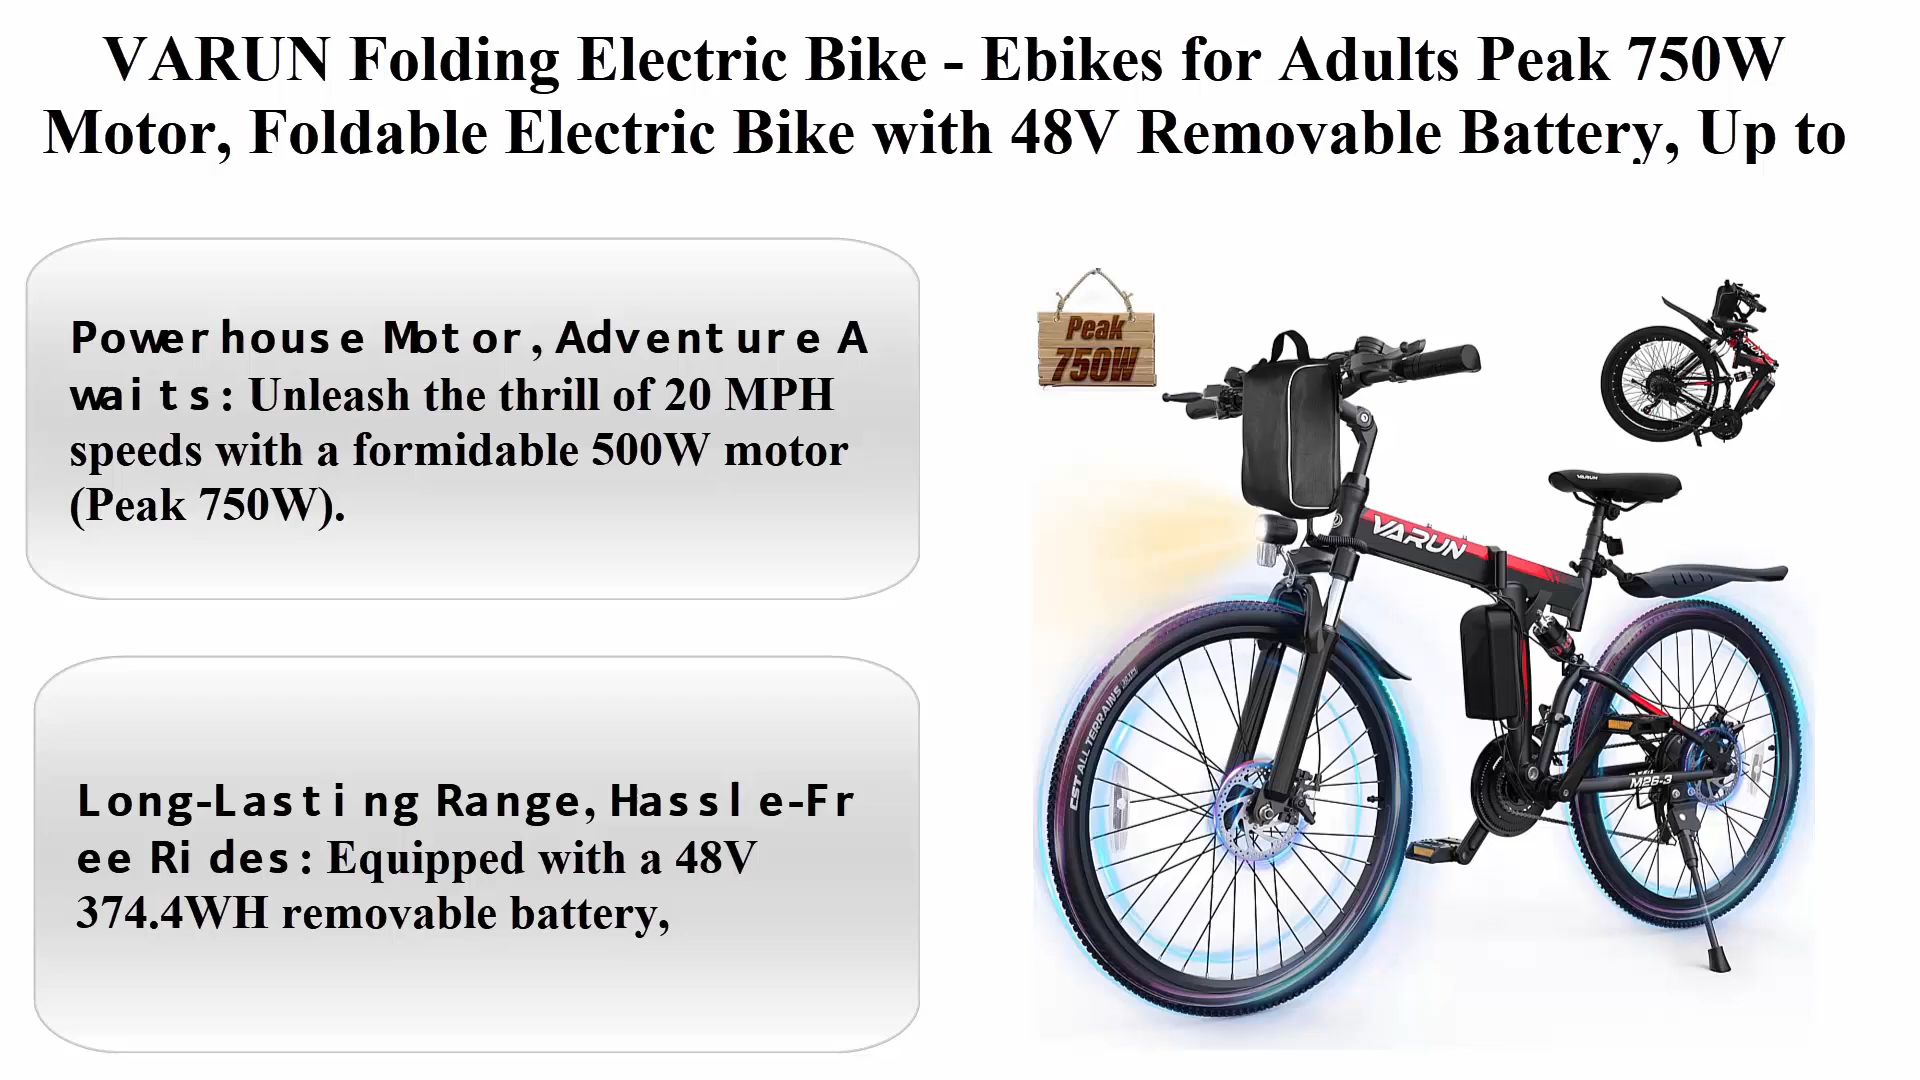 VARUN Folding Electric Bike - Ebikes for Adults Peak 750W
Motor, Foldable Electric Bike with 48V Removable Battery, Up to
Powerhouse Motor, Adventure A
waits: Unleash the thrill of 20 MPH
speeds with a formidable 500W motor
(Peak 750W).
Long-Lasting Range, Hassle-Fr
ee Rides: Equipped with a 48V
374.4WH removable battery,
Peak
750W
VARUN
VARUN
VARUN
CST ALL TERRAINS
M26-3